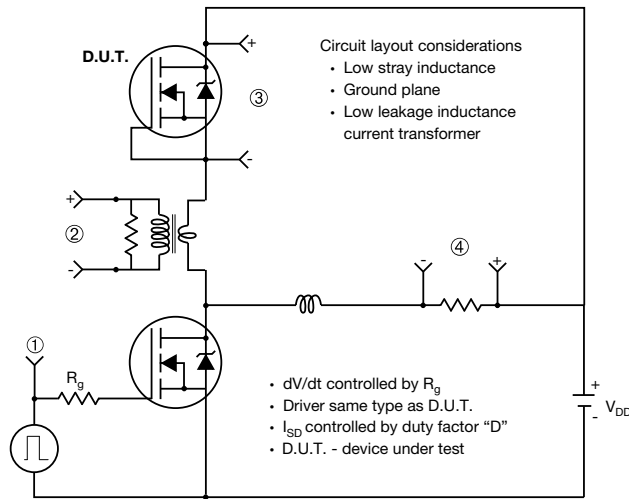 D.U.T.
+
-
③
Circuit layout considerations
• Low stray inductance
• Ground plane
• Low leakage inductance
current transformer
+
②
-
-
④
+
①
Rg
• dV/dt controlled by Rg
• Driver same type as D.U.T.
• ISD controlled by duty factor “D”
• D.U.T. - device under test
+
VDD
-